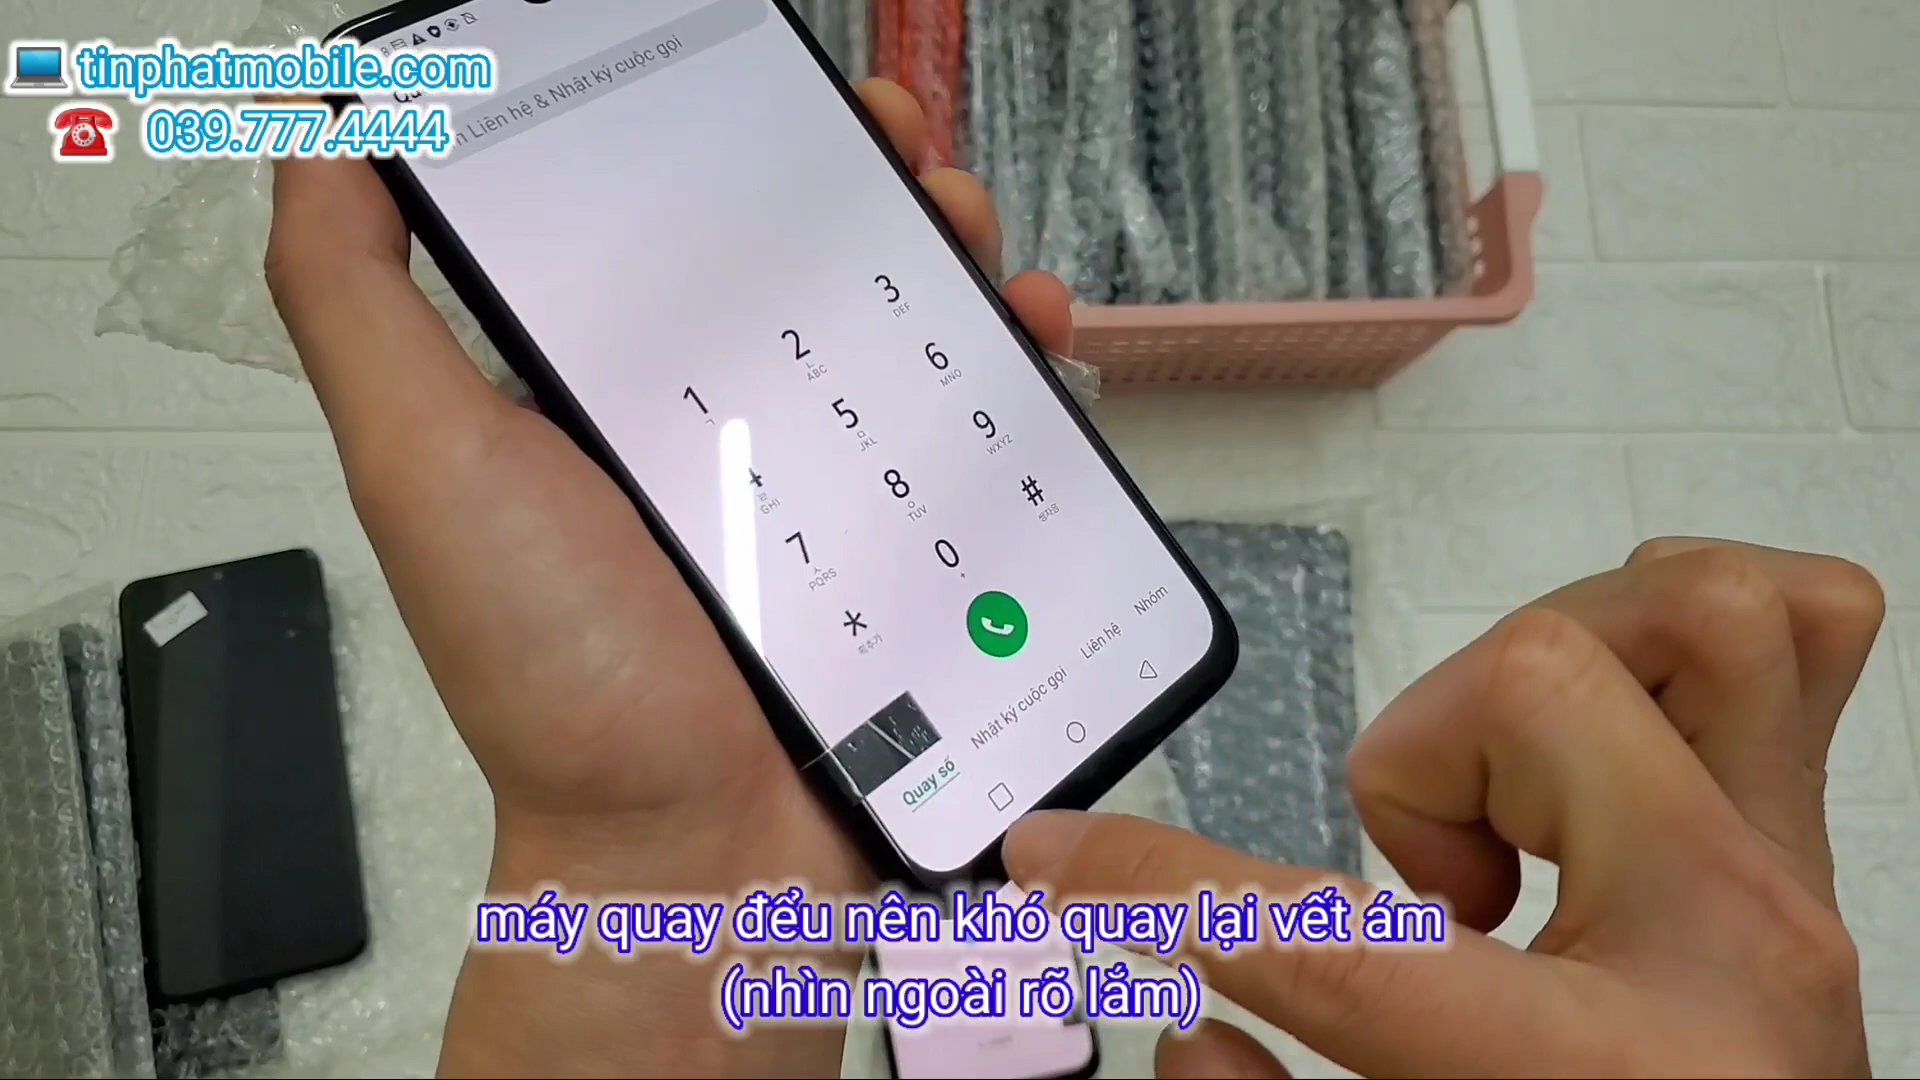 tinphatmobile.com
039.777.4444
Liên hệ & Nhật ký cuộc gọi
1
ㄱ
2
ㄴ
ABC
3
DEF
4
GHI
5
ㅁ
JKL
6
MNO
7
ㅅ
PQRS
8
ㅇ
TUV
9
WXYZ
*
0
+
#
Quay số
Nhật ký cuộc gọi
Liên hệ
Nhóm
máy quay đểu nên khó quay lại vết ám
(nhìn ngoài rõ lắm)